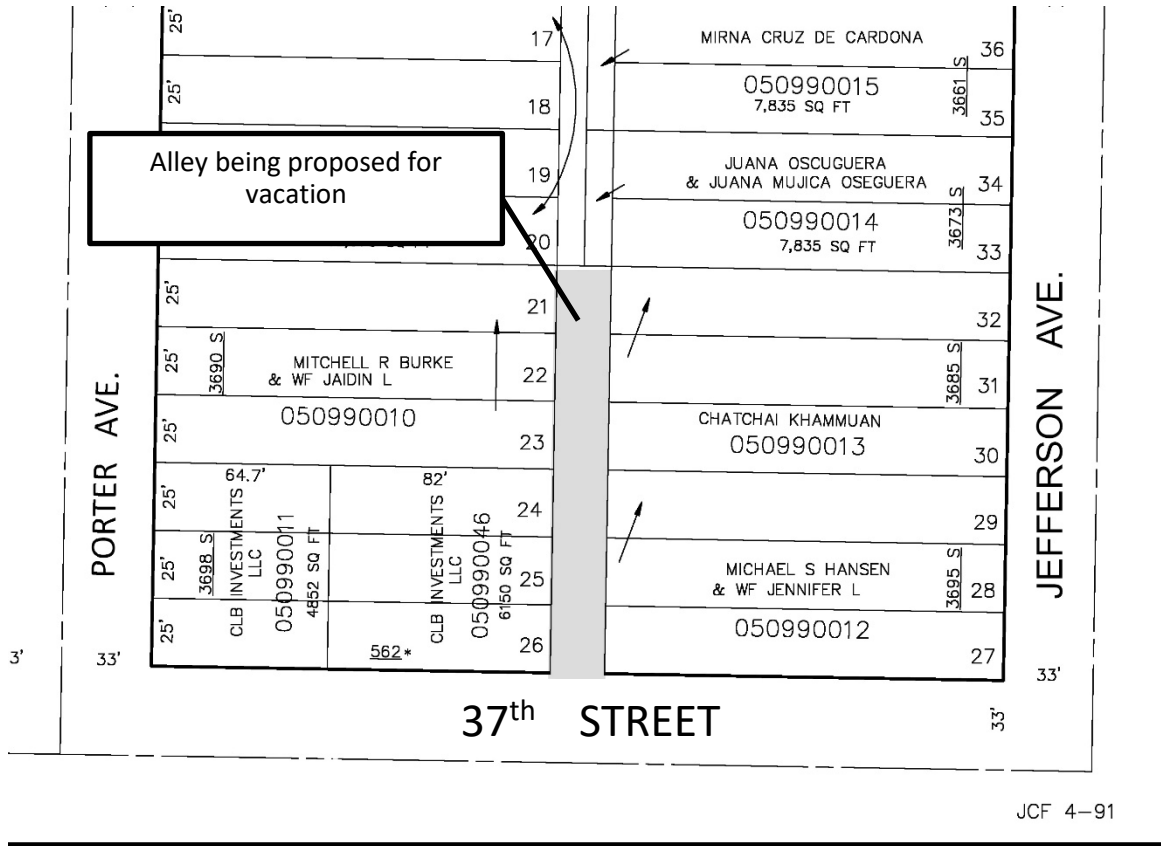 25'
17
MIRNA CRUZ DE CARDONA
36
25'
18
050990015
7,835 SQ FT
3661 S
35
Alley being proposed for
vacation
19
JUANA OSCUGUERA
& JUANA MUJICA OSEGUERA
34
20
050990014
7,835 SQ FT
3673 S
33
25'
21
32
25'
3690 S
MITCHELL R BURKE
& WF JAIDIN L
22
3685 S
31
25'
050990010
23
CHATCHAI KHAMMUAN
050990013
30
PORTER AVE.
JEFFERSON AVE.
25'
64.7'
82'
24
29
25'
3698 S
CLB INVESTMENTS
LLC
050990011
4852 SQ FT
CLB INVESTMENTS
LLC
050990046
6150 SQ FT
25
MICHAEL S HANSEN
& WF JENNIFER L
3695 S
28
25'
562*
26
050990012
27
3'
33'
33'
37th STREET
33'
JCF 4-91